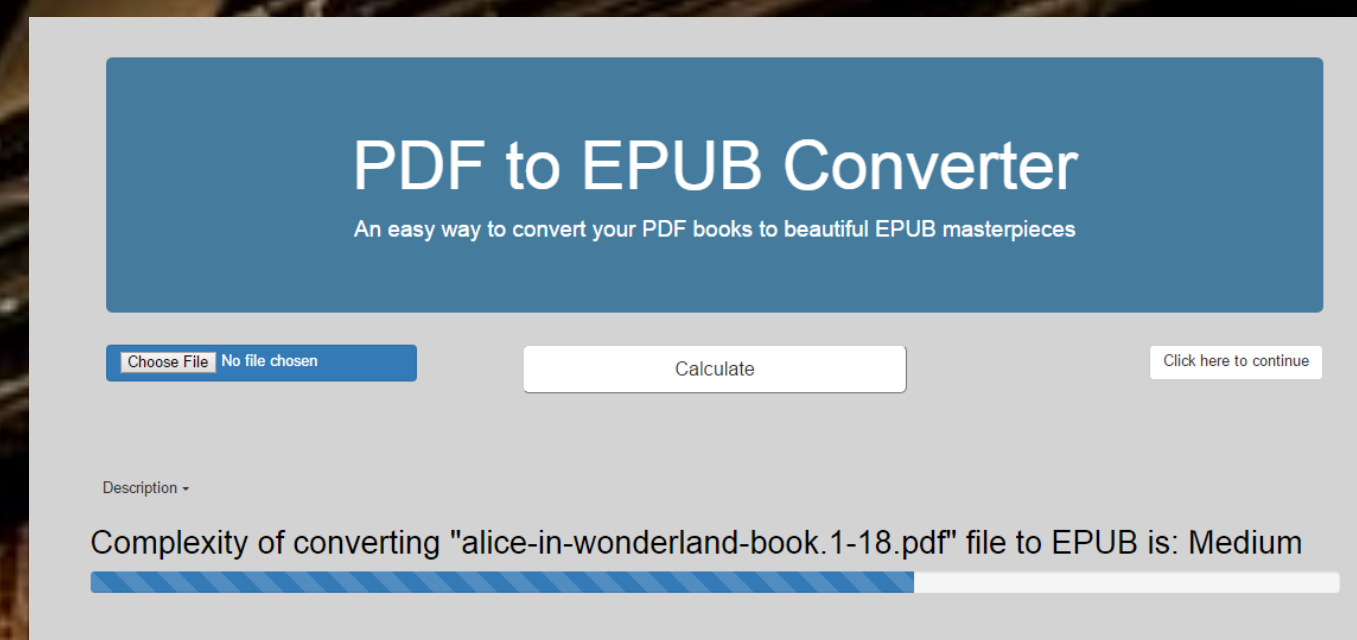 PDF to EPUB Converter
An easy way to convert your PDF books to beautiful EPUB masterpieces
Choose File No file chosen
Calculate
Click here to continue
Description
Complexity of converting "alice-in-wonderland-book.1-18.pdf" file to EPUB is: Medium